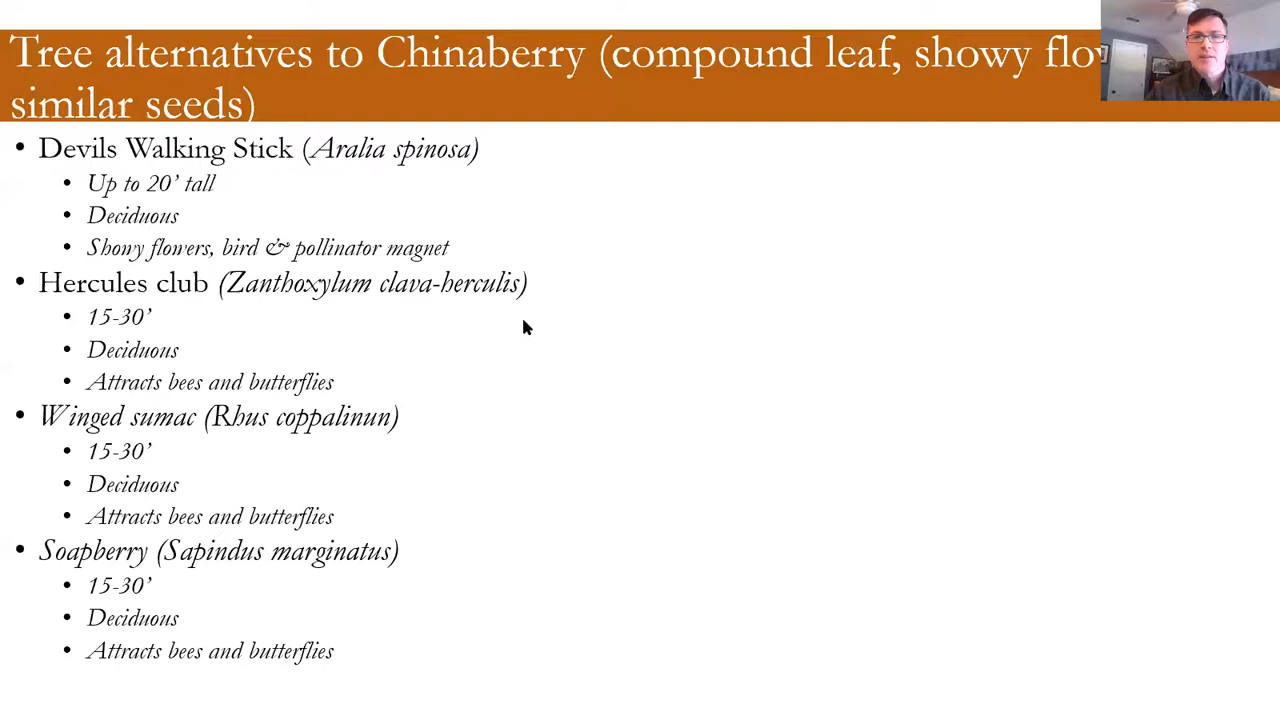 Tree alternatives to Chinaberry (compound leaf, showy
similar seeds)
• Devils Walking Stick (Aralia spinosa)
• Up to 20’ tall
• Deciduous
• Showy flowers, bird & pollinator magnet
• Hercules club (Zanthoxylum clava-herculis)
• 15-30’
• Deciduous
• Attracts bees and butterflies
• Winged sumac (Rhus coppalinun)
• 15-30’
• Deciduous
• Attracts bees and butterflies
• Soapberry (Sapindus marginatus)
• 15-30’
• Deciduous
• Attracts bees and butterflies